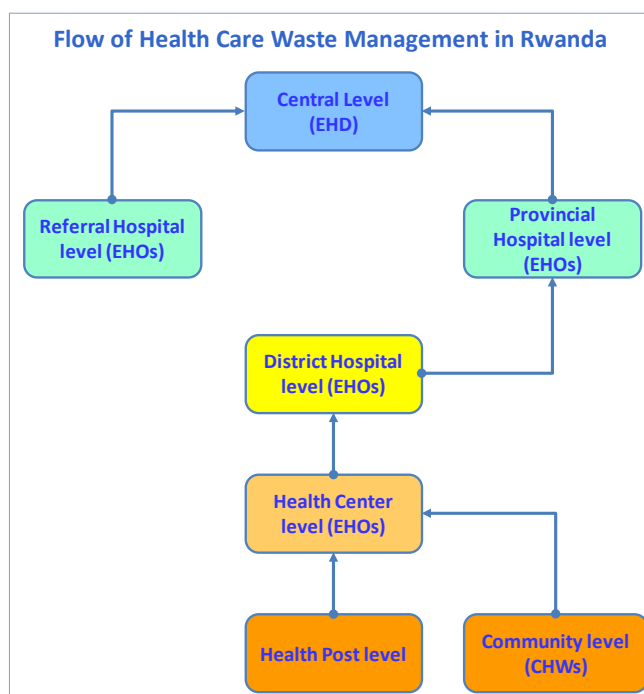 Flow of Health Care Waste Management in Rwanda
Central Level
(EHD)
Referral Hospital
level (EHOs)
Provincial
Hospital level
(EHOs)
District Hospital
level (EHOs)
Health Center
level (EHOs)
Health Post level
Community level
(CHWs)